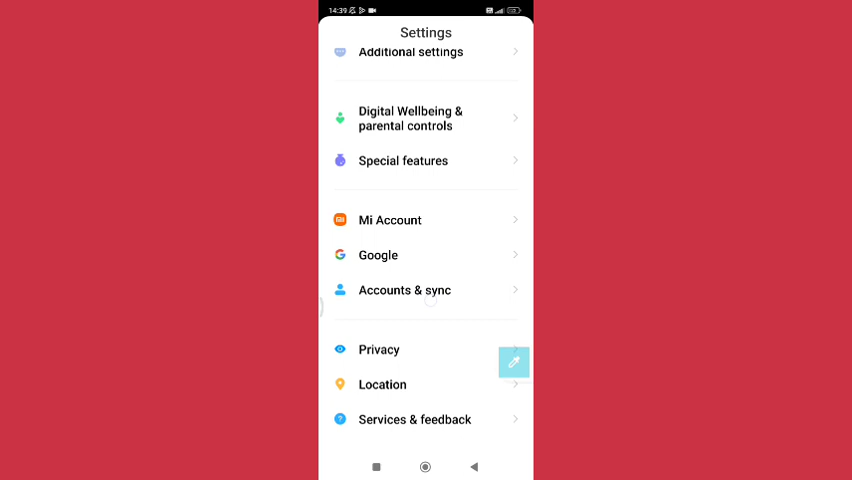 14:39
Settings
Additional settings
Digital Wellbeing &
parental controls
Special features
Mi Account
Google
Accounts & sync
Privacy
Location
Services & feedback